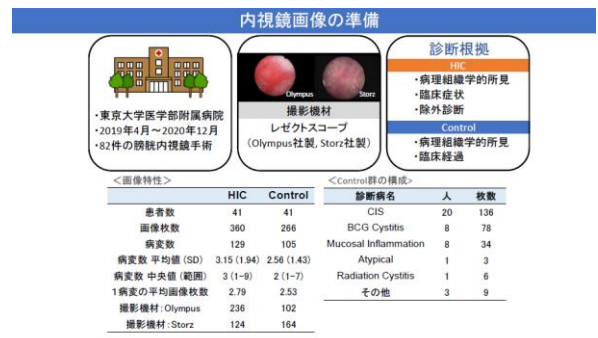 内視鏡画像の準備
・東京大学医学部附属病院
・2019年4月～2020年12月
・82件の膀胱内視鏡手術
Olympus
Storz
撮影機材
レゼクトスコープ
（Olympus社製, Storz社製）
診断根拠
HIC
・病理組織学的所見
・臨床症状
・除外診断
Control
・病理組織学的所見
・臨床経過
＜画像特性＞
HIC Control
患者数 41 41
画像枚数 360 266
病変数 129 105
病変数 平均値 (SD) 3.15 (1.94) 2.56 (1.43)
病変数 中央値 (範囲) 3 (1-9) 2 (1-7)
1病変の平均画像枚数 2.79 2.53
撮影機材：Olympus 236 102
撮影機材：Storz 124 164
＜Control群の構成＞
診断病名 人 枚数
CIS 20 136
BCG Cystitis 8 78
Mucosal Inflammation 8 34
Atypical 1 3
Radiation Cystitis 1 6
その他 3 9